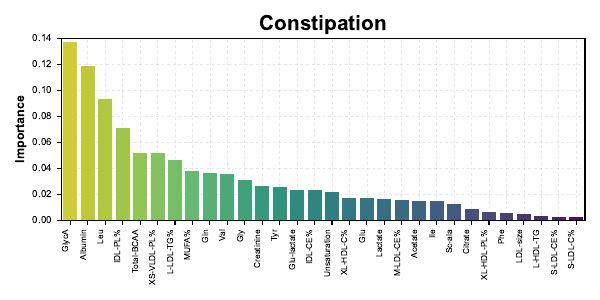 Constipation
Importance
0.14
0.12
0.10
0.08
0.06
0.04
0.02
0.00
GlycA
Albumin
Leu
IDL-PL%
Total-BCAA
XS-VLDL-PL%
L-LDL-TG%
MUFA%
Gln
Val
Gly
Creatinine
Tyr
Glu-lactate
IDL-CE%
Unsaturation
XL-HDL-C%
Glu
Lactate
M-LDL-CE%
Acetate
Ile
Sc-ala
Citrate
XL-HDL-PL%
Phe
LDL-size
L-HDL-TG
S-LDL-CE%
S-LDL-C%